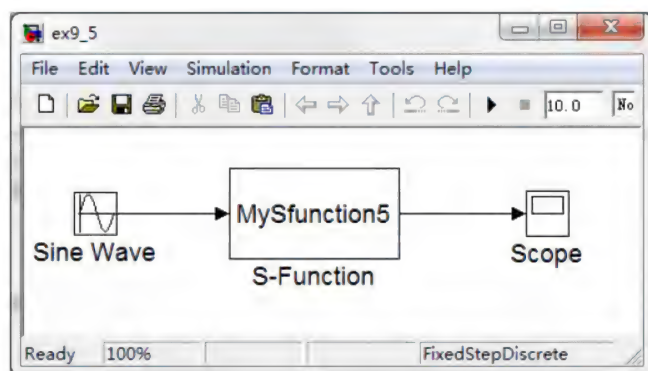 ex9_5
File Edit View Simulation Format Tools Help
10.0 No
MySfunction5
Sine Wave
S-Function
Scope
Ready 100% FixedStepDiscrete